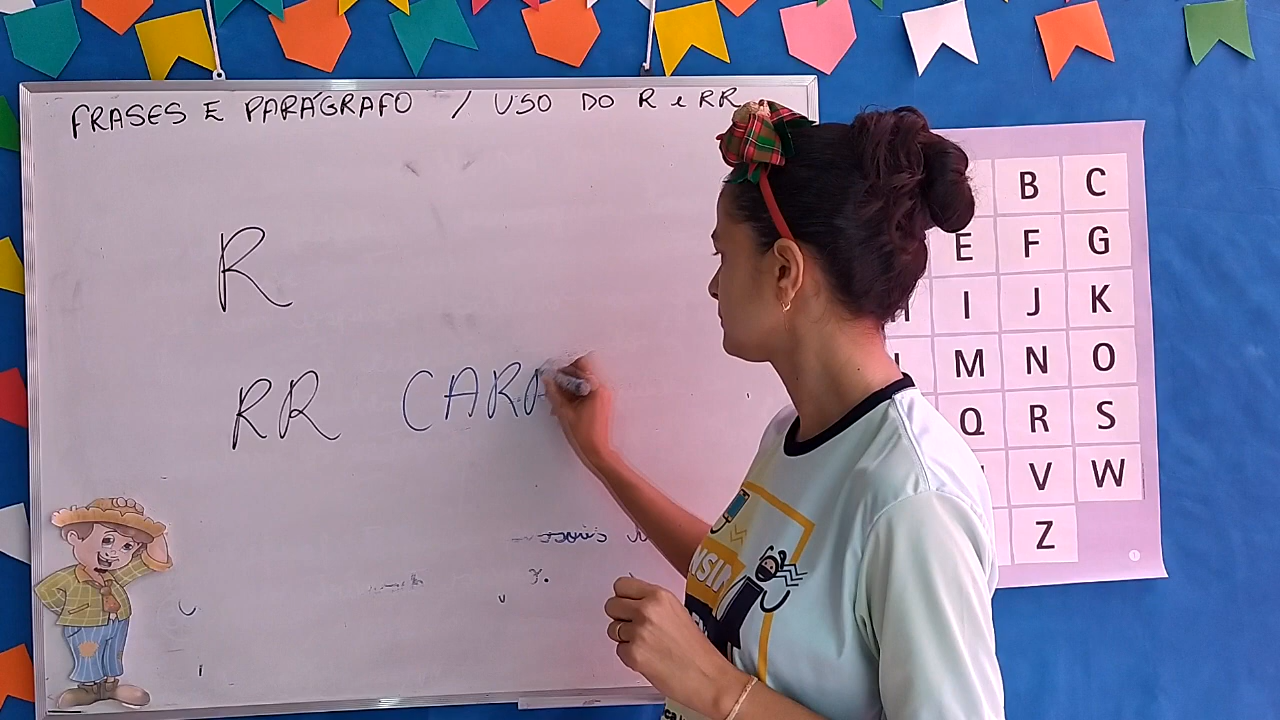 FRASES E PARÁGRAFO / USO DO R e RR
R
RR CARR
B C
E F G
I J K
M N O
Q R S
V W
Z